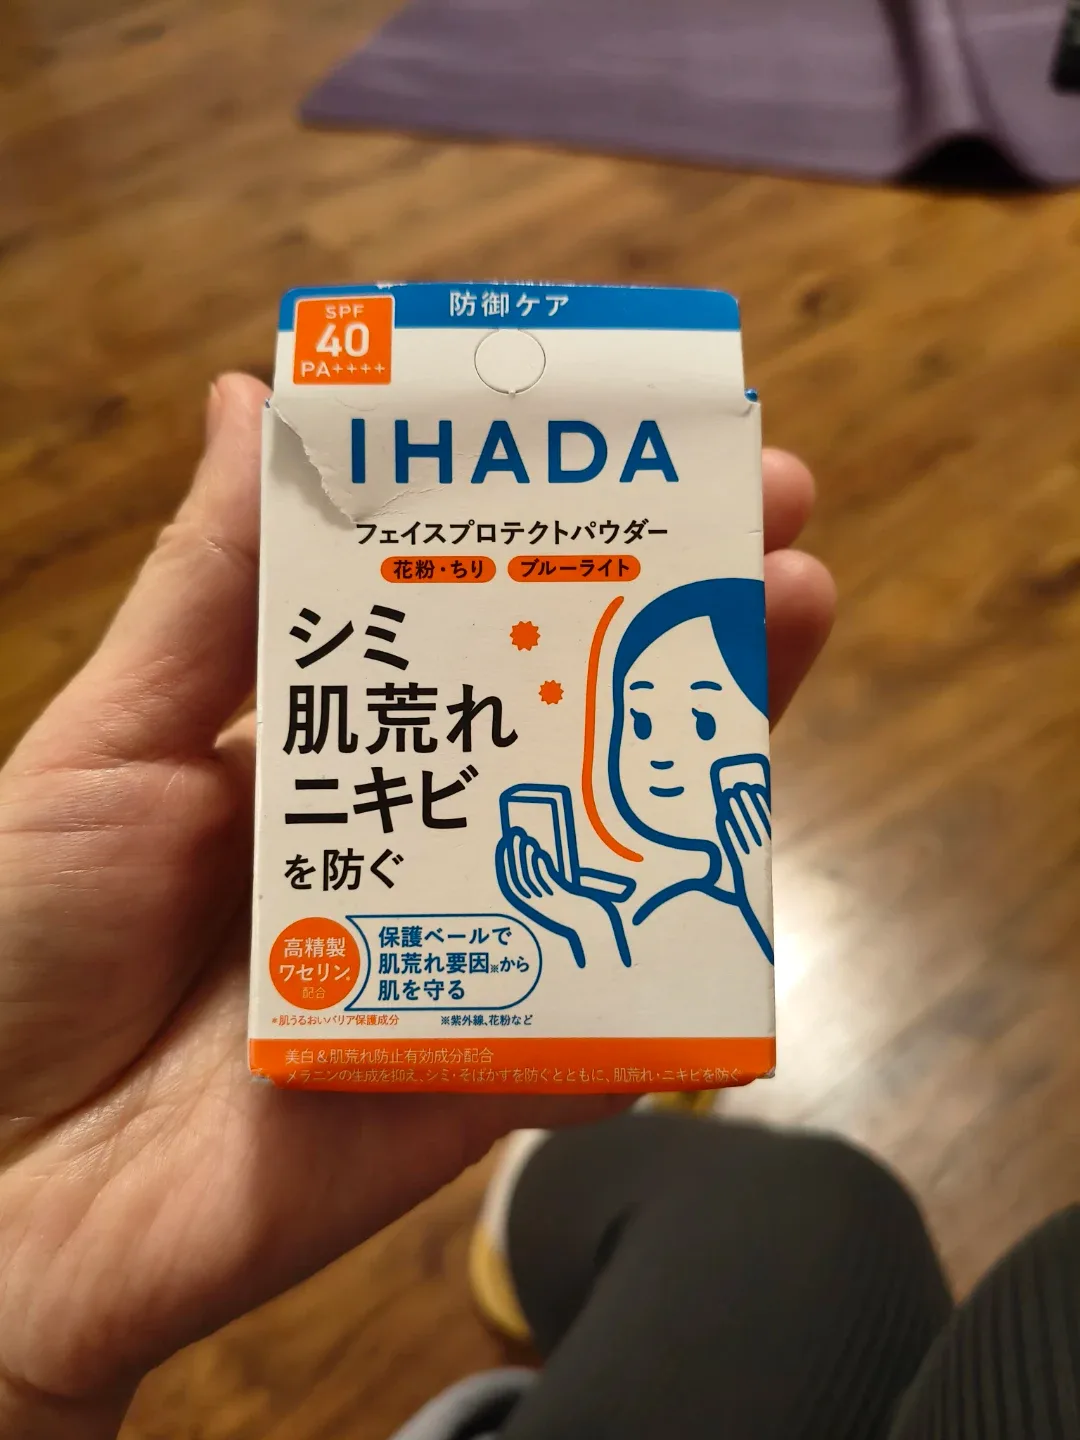 防御ケア
SPF
40
PA++++
IHADA
フェイスプロテクトパウダー
花粉・ちり ブルーライト
シミ
肌荒れ
ニキビ
を防ぐ
高精製
ワセリン*
配合
保護ベールで
肌荒れ要因※から
肌を守る
*肌うるおいバリア保護成分 ※紫外線、花粉など
美白&肌荒れ防止有効成分配合
メラニンの生成を抑え、シミ・そばかすを防ぐとともに、肌荒れ・ニキビを防ぐ